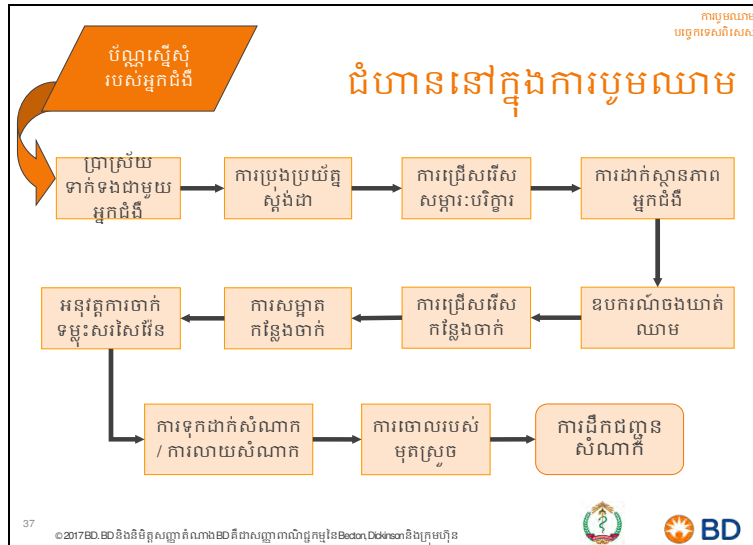 ការបូមឈាម
បច្ចេកទេសពិសេស
ប័ណ្ណស្នើសុំ
របស់អ្នកជំងឺ
ជំហាននៅក្នុងការបូមឈាម
ប្រាស្រ័យ
ទាក់ទងជាមួយ
អ្នកជំងឺ
ការប្រុងប្រយ័ត្ន
ស្តង់ដា
ការជ្រើសរើស
សម្ភារៈបរិក្ខារ
ការដាក់ស្ថានភាព
អ្នកជំងឺ
ឧបករណ៍ចងឃាត់
ឈាម
ការជ្រើសរើស
កន្លែងចាក់
ការសម្អាត
កន្លែងចាក់
អនុវត្តការចាក់
ទម្លុះសរសៃវ៉ែន
ការទុកដាក់សំណាក
/ ការលាយសំណាក
ការចោលរបស់
មុតស្រួច
ការដឹកជញ្ជូន
សំណាក
37
©2017 BD. BD និងនិមិត្តសញ្ញាតំណាង BD គឺជាសញ្ញាពាណិជ្ជកម្មនៃ Becton, Dickinson និងក្រុមហ៊ុន
BD